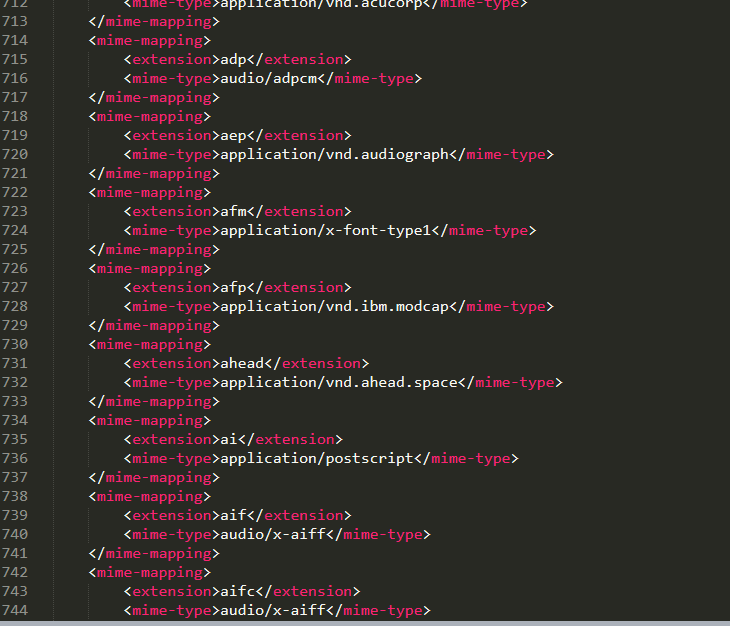 712 <mime-type>application/vnd.acucorp</mime-type>
713 </mime-mapping>
714 <mime-mapping>
715 <extension>adp</extension>
716 <mime-type>audio/adpcm</mime-type>
717 </mime-mapping>
718 <mime-mapping>
719 <extension>aep</extension>
720 <mime-type>application/vnd.audiograph</mime-type>
721 </mime-mapping>
722 <mime-mapping>
723 <extension>afm</extension>
724 <mime-type>application/x-font-type1</mime-type>
725 </mime-mapping>
726 <mime-mapping>
727 <extension>afp</extension>
728 <mime-type>application/vnd.ibm.modcap</mime-type>
729 </mime-mapping>
730 <mime-mapping>
731 <extension>ahead</extension>
732 <mime-type>application/vnd.ahead.space</mime-type>
733 </mime-mapping>
734 <mime-mapping>
735 <extension>ai</extension>
736 <mime-type>application/postscript</mime-type>
737 </mime-mapping>
738 <mime-mapping>
739 <extension>aif</extension>
740 <mime-type>audio/x-aiff</mime-type>
741 </mime-mapping>
742 <mime-mapping>
743 <extension>aifc</extension>
744 <mime-type>audio/x-aiff</mime-type>